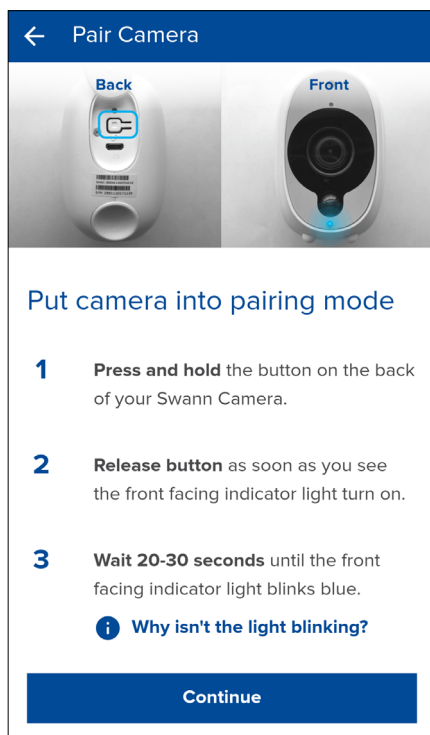 Pair Camera
Back
Front
Put camera into pairing mode
1
Press and hold the button on the back
of your Swann Camera.
2
Release button as soon as you see
the front facing indicator light turn on.
3
Wait 20-30 seconds until the front
facing indicator light blinks blue.
Why isn't the light blinking?
Continue